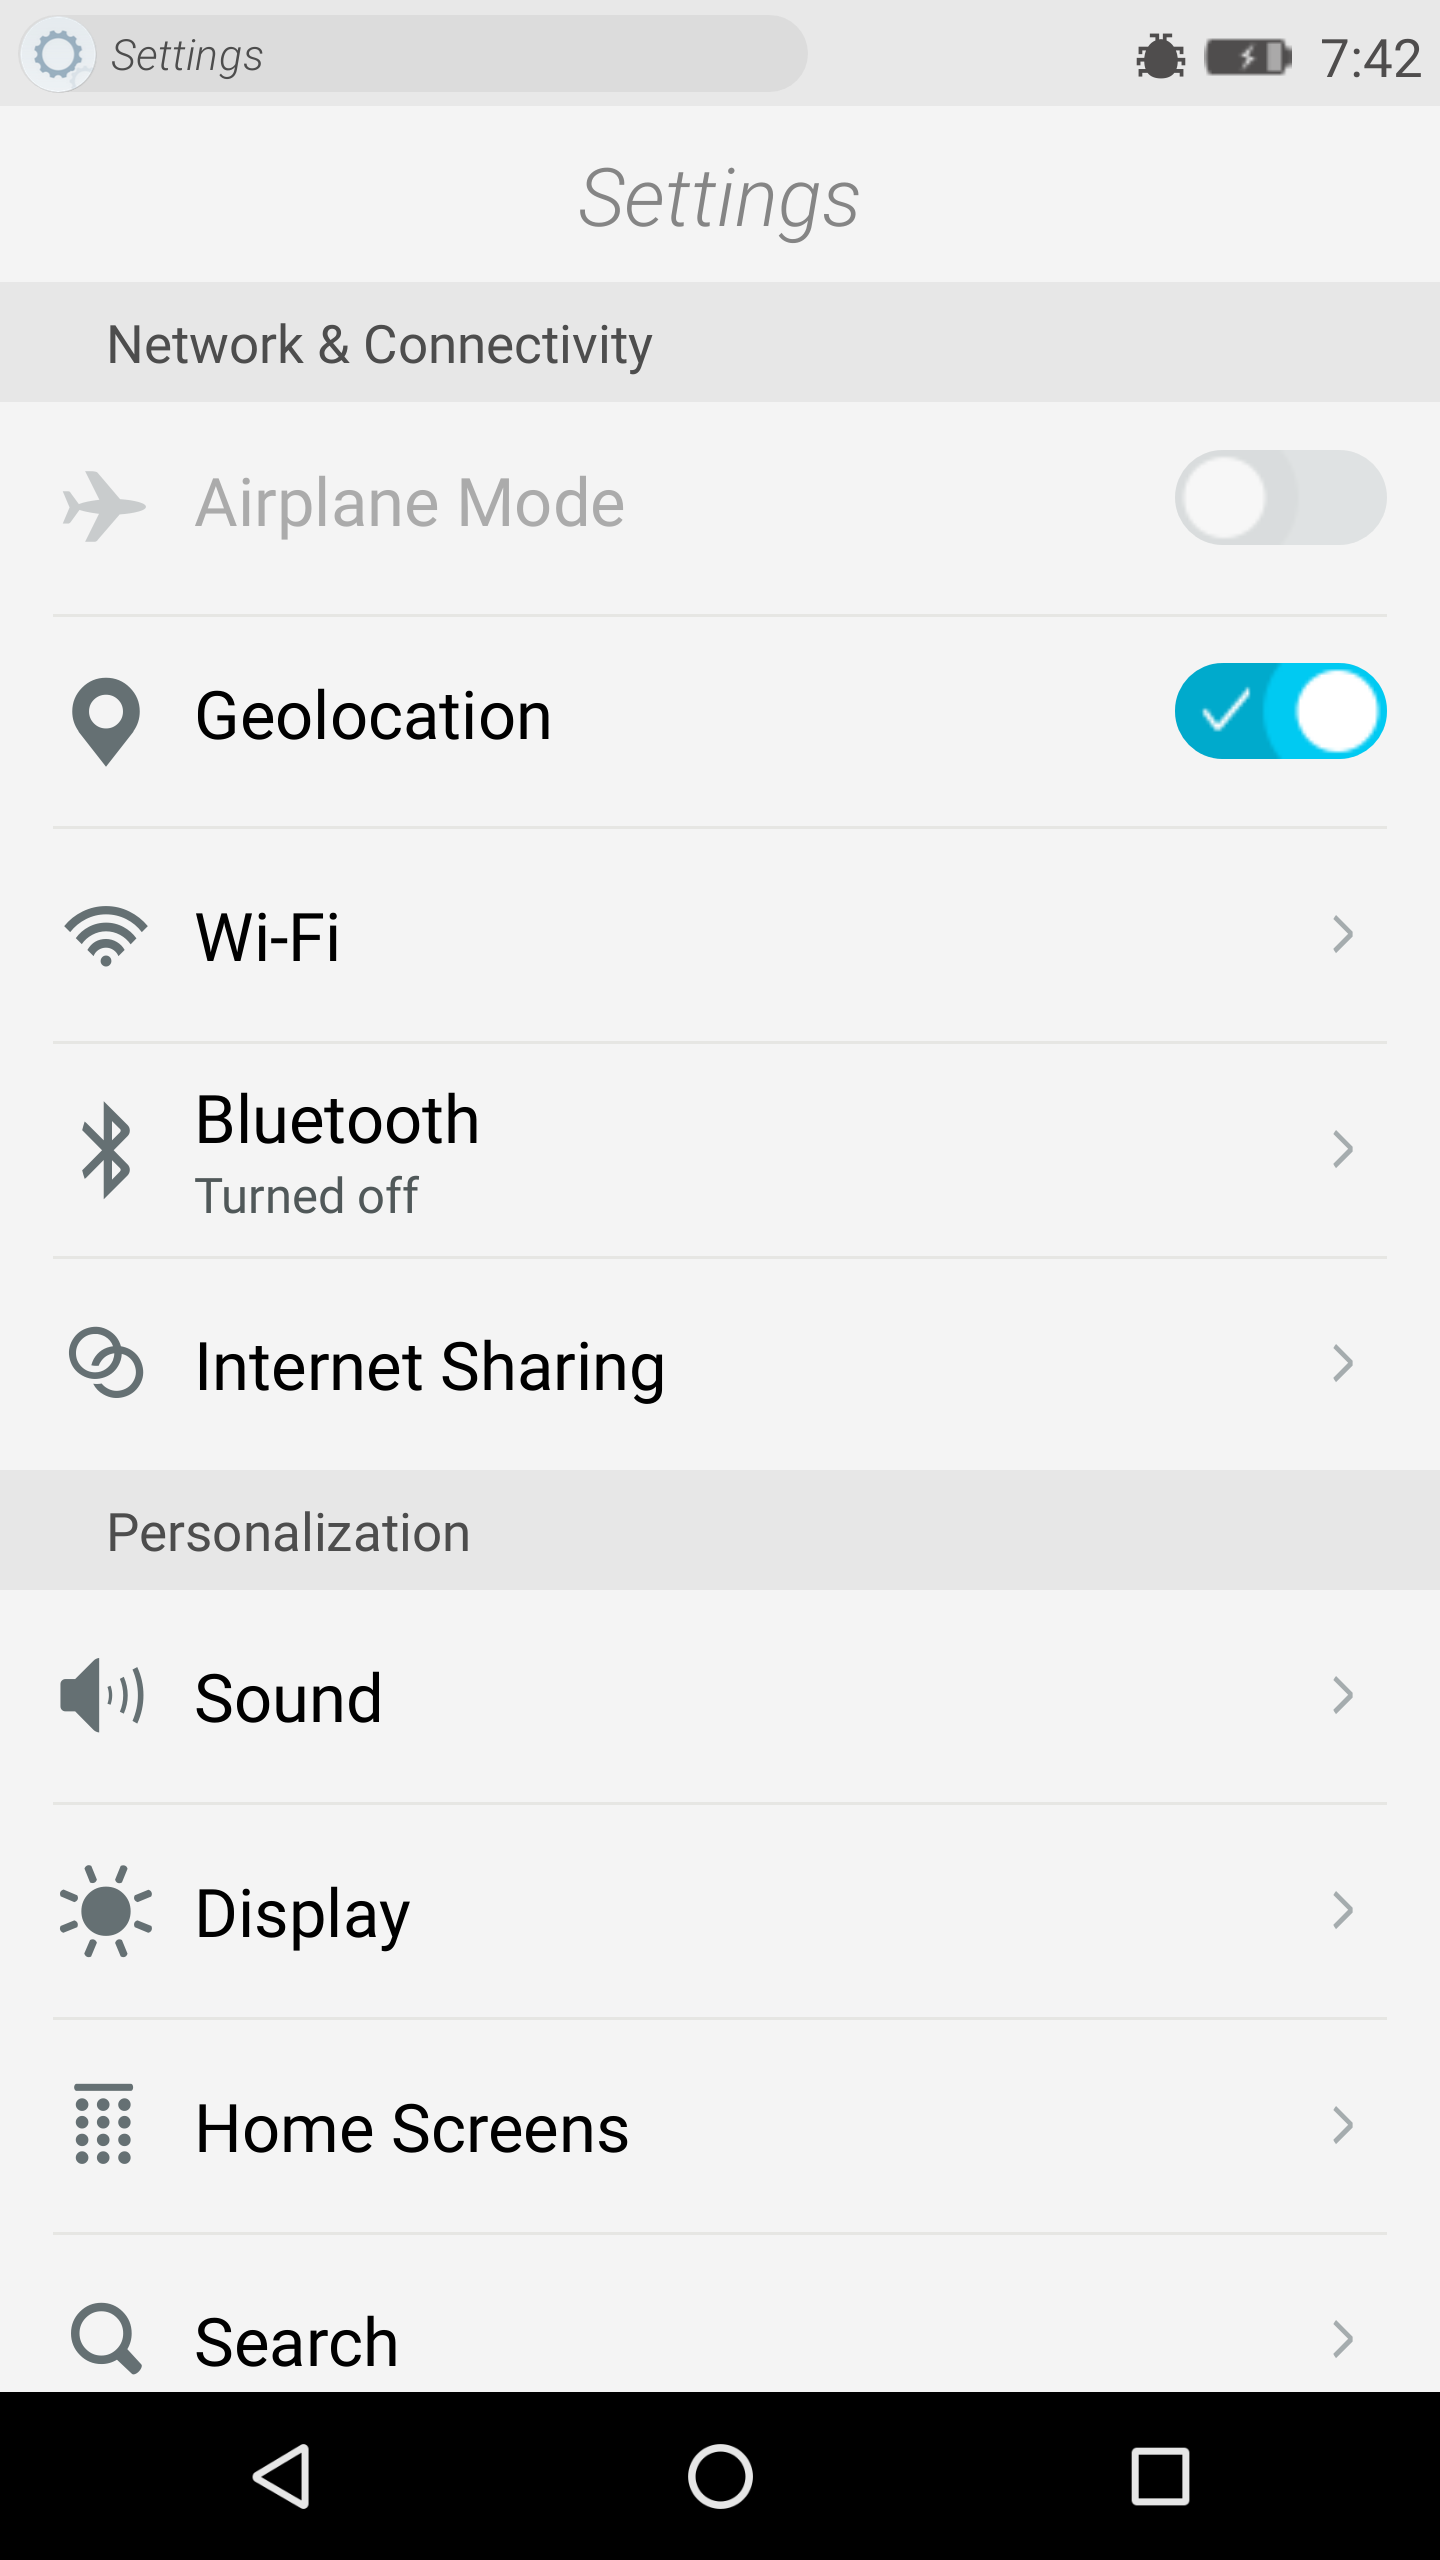 Settings
7:42
Settings
Network & Connectivity
Airplane Mode
Geolocation
Wi-Fi
Bluetooth
Turned off
Internet Sharing
Personalization
Sound
Display
Home Screens
Search